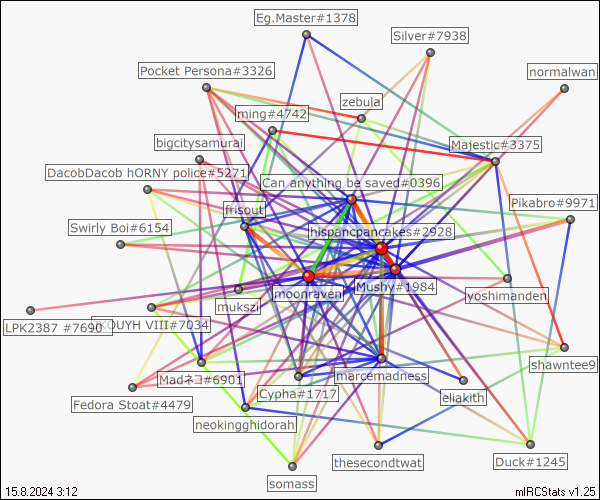 Eg.Master#1378
Silver#7938
Pocket Persona#3326
normalwan
zebula
ming#4742
bigcitysamurai
Majestic#3375
DacobDacob hORNY police#5271
Can anything be saved#0396
Pikabro#9971
frisout
Swirly Boi#6154
hispancpancakes#2928
Mushy#1984
moonraven
yoshimanden
mukszi
LPK2387 #7690
KOUYH VIII#7034
shawntee9
Madネコ#6901
marcemadness
Cypha#1717
eliakith
Fedora Stoat#4479
neokingghidorah
thesecondtwat
Duck#1245
somass
15.8.2024 3:12
mIRCStats v1.25